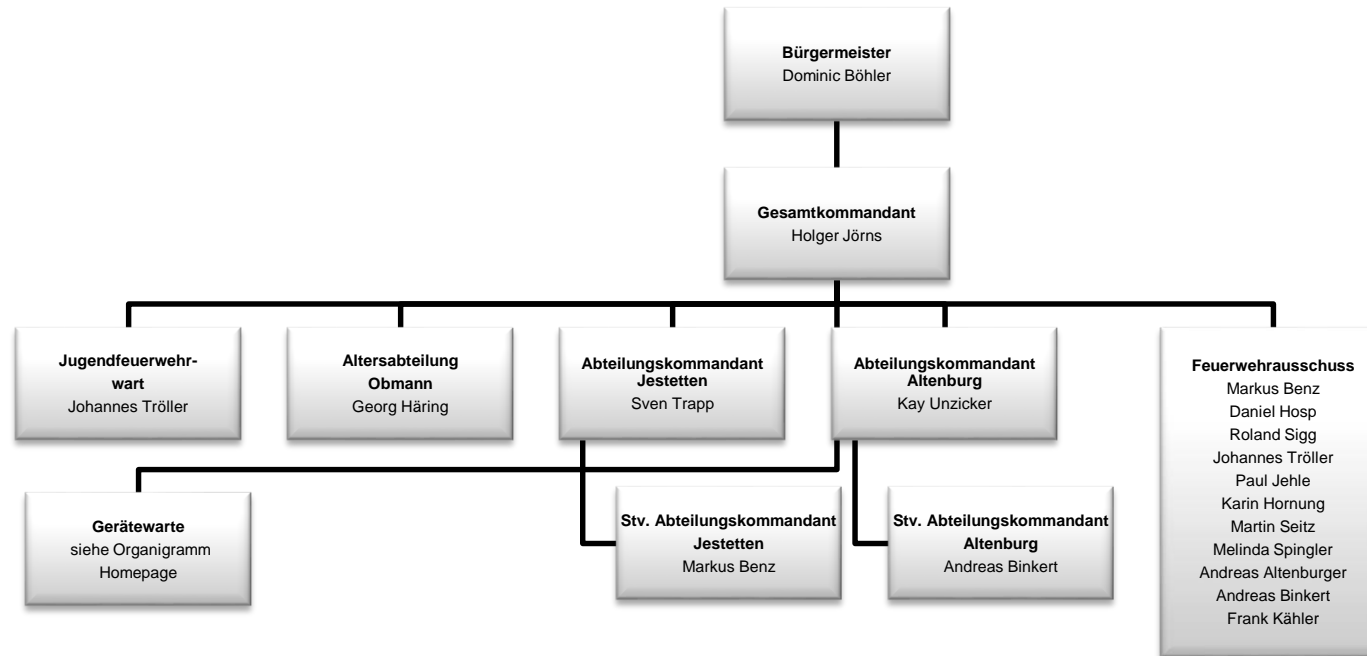 Bürgermeister
Dominic Böhler
Gesamtkommandant
Holger Jörns
Jugendfeuerwehr-
wart
Johannes Tröller
Altersabteilung
Obmann
Georg Häring
Abteilungskommandant
Jestetten
Sven Trapp
Abteilungskommandant
Altenburg
Kay Unzicker
Feuerwehrausschuss
Markus Benz
Daniel Hosp
Roland Sigg
Johannes Tröller
Paul Jehle
Karin Hornung
Martin Seitz
Melinda Spingler
Andreas Altenburger
Andreas Binkert
Frank Kähler
Gerätewarte
siehe Organigramm
Homepage
Stv. Abteilungskommandant
Jestetten
Markus Benz
Stv. Abteilungskommandant
Altenburg
Andreas Binkert